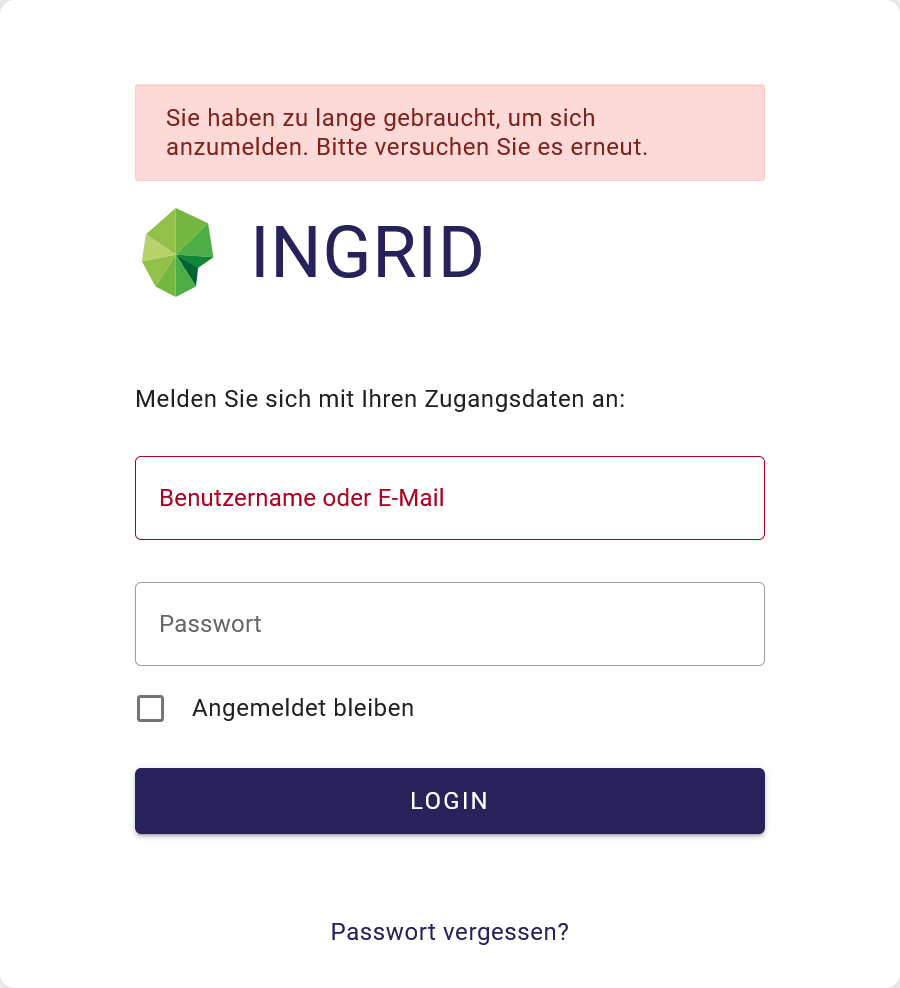 Sie haben zu lange gebraucht, um sich
anzumelden. Bitte versuchen Sie es erneut.
INGRID
Melden Sie sich mit Ihren Zugangsdaten an:
Benutzername oder E-Mail
Passwort
Angemeldet bleiben
LOGIN
Passwort vergessen?